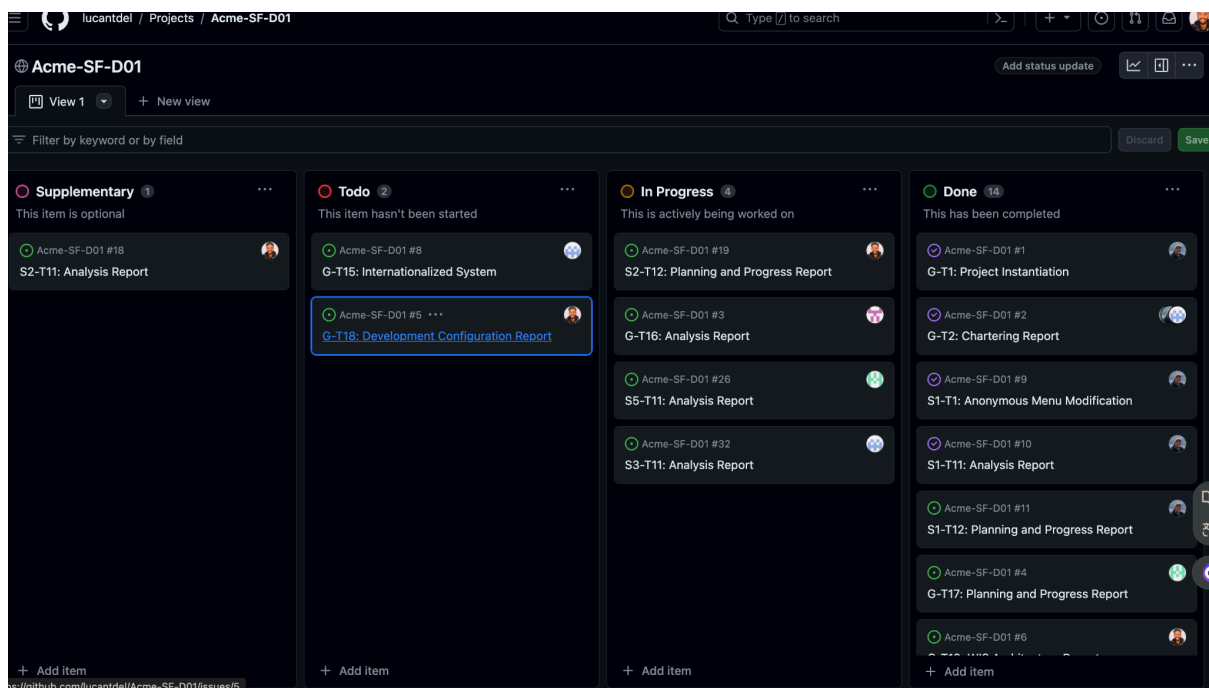 lucantdel / Projects / Acme-SF-D01
Type / to search
Acme-SF-D01
Add status update
View 1
+ New view
Filter by keyword or by field
Discard
Save
Supplementary 1
This item is optional
Acme-SF-D01 #18
S2-T11: Analysis Report
+ Add item
Todo 2
This item hasn't been started
Acme-SF-D01 #8
G-T15: Internationalized System
Acme-SF-D01 #5
G-T18: Development Configuration Report
+ Add item
In Progress 4
This is actively being worked on
Acme-SF-D01 #19
S2-T12: Planning and Progress Report
Acme-SF-D01 #3
G-T16: Analysis Report
Acme-SF-D01 #26
S5-T11: Analysis Report
Acme-SF-D01 #32
S3-T11: Analysis Report
+ Add item
Done 14
This has been completed
Acme-SF-D01 #1
G-T1: Project Instantiation
Acme-SF-D01 #2
G-T2: Chartering Report
Acme-SF-D01 #9
S1-T1: Anonymous Menu Modification
Acme-SF-D01 #10
S1-T11: Analysis Report
Acme-SF-D01 #11
S1-T12: Planning and Progress Report
Acme-SF-D01 #4
G-T17: Planning and Progress Report
Acme-SF-D01 #6
+ Add item
ps://github.com/lucantdel/Acme-SF-D01/issues/5